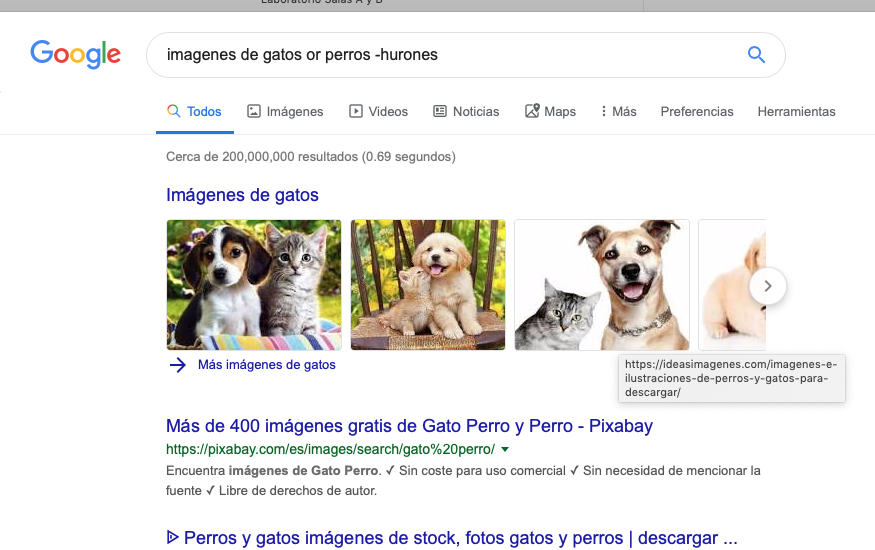 Laboratorio Salas A y B
Google
imagenes de gatos or perros -hurones
Todos Imágenes Videos Noticias Maps Más Preferencias Herramientas
Cerca de 200,000,000 resultados (0.69 segundos)
Imágenes de gatos
Más imágenes de gatos
https://ideasimagenes.com/imagenes-e-
ilustraciones-de-perros-y-gatos-para-
descargar/
Más de 400 imágenes gratis de Gato Perro y Perro - Pixabay
https://pixabay.com/es/images/search/gato%20perro/
Encuentra imágenes de Gato Perro. ✓ Sin coste para uso comercial ✓ Sin necesidad de mencionar la
fuente ✓ Libre de derechos de autor.
Perros y gatos imágenes de stock, fotos gatos y perros | descargar ...